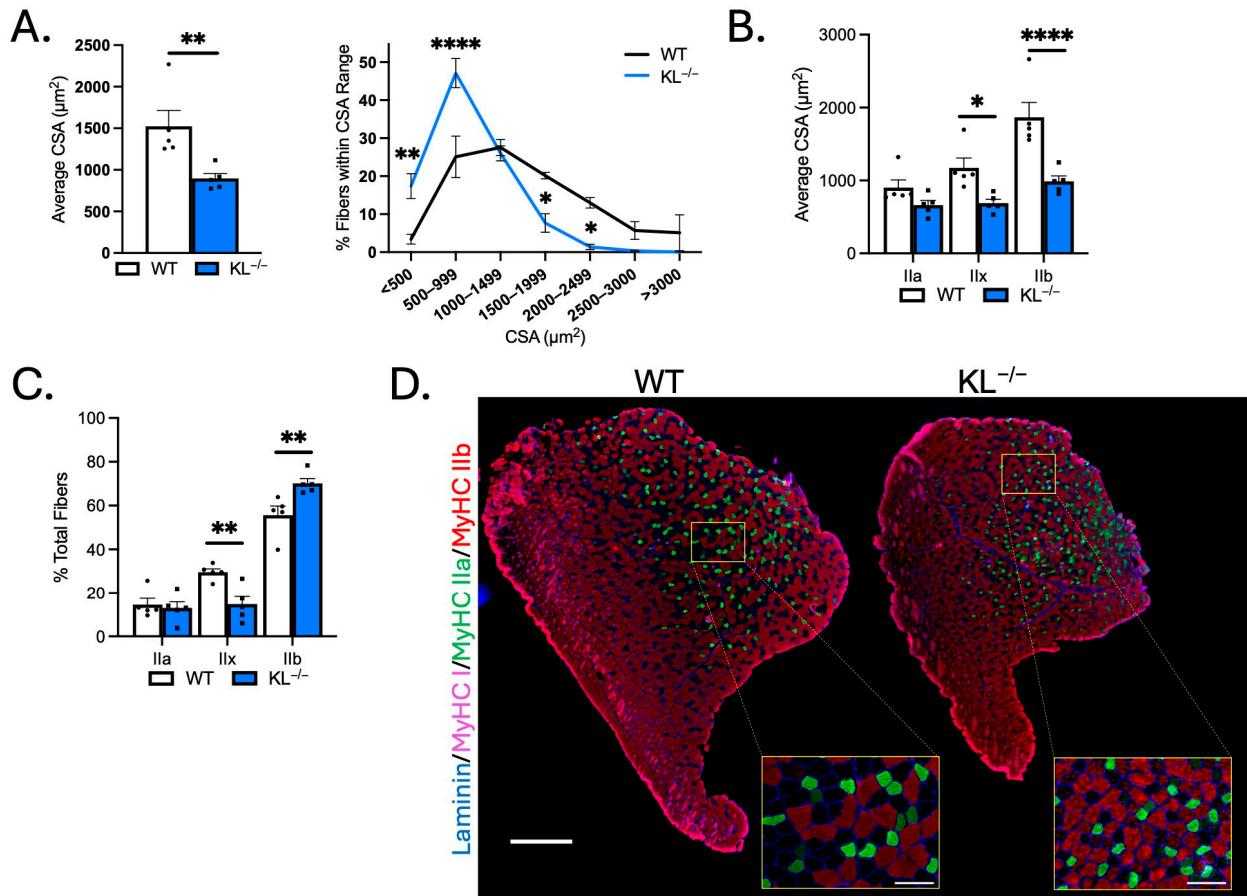 A.
Average CSA (µm²)
2500
2000
1500
1000
500
0
**
WT
KL⁻/⁻
% Fibers within CSA Range
50
40
30
20
10
0
**
****
*
*
WT
KL⁻/⁻
<500
500–999
1000–1499
1500–1999
2000–2499
2500–3000
>3000
CSA (µm²)
B.
Average CSA (µm²)
3000
2000
1000
0
*
****
IIa
IIx
IIb
WT
KL⁻/⁻
C.
% Total Fibers
100
80
60
40
20
0
**
**
IIa
IIx
IIb
WT
KL⁻/⁻
D.
WT
KL⁻/⁻
Laminin/MyHC I/MyHC IIa/MyHC IIb